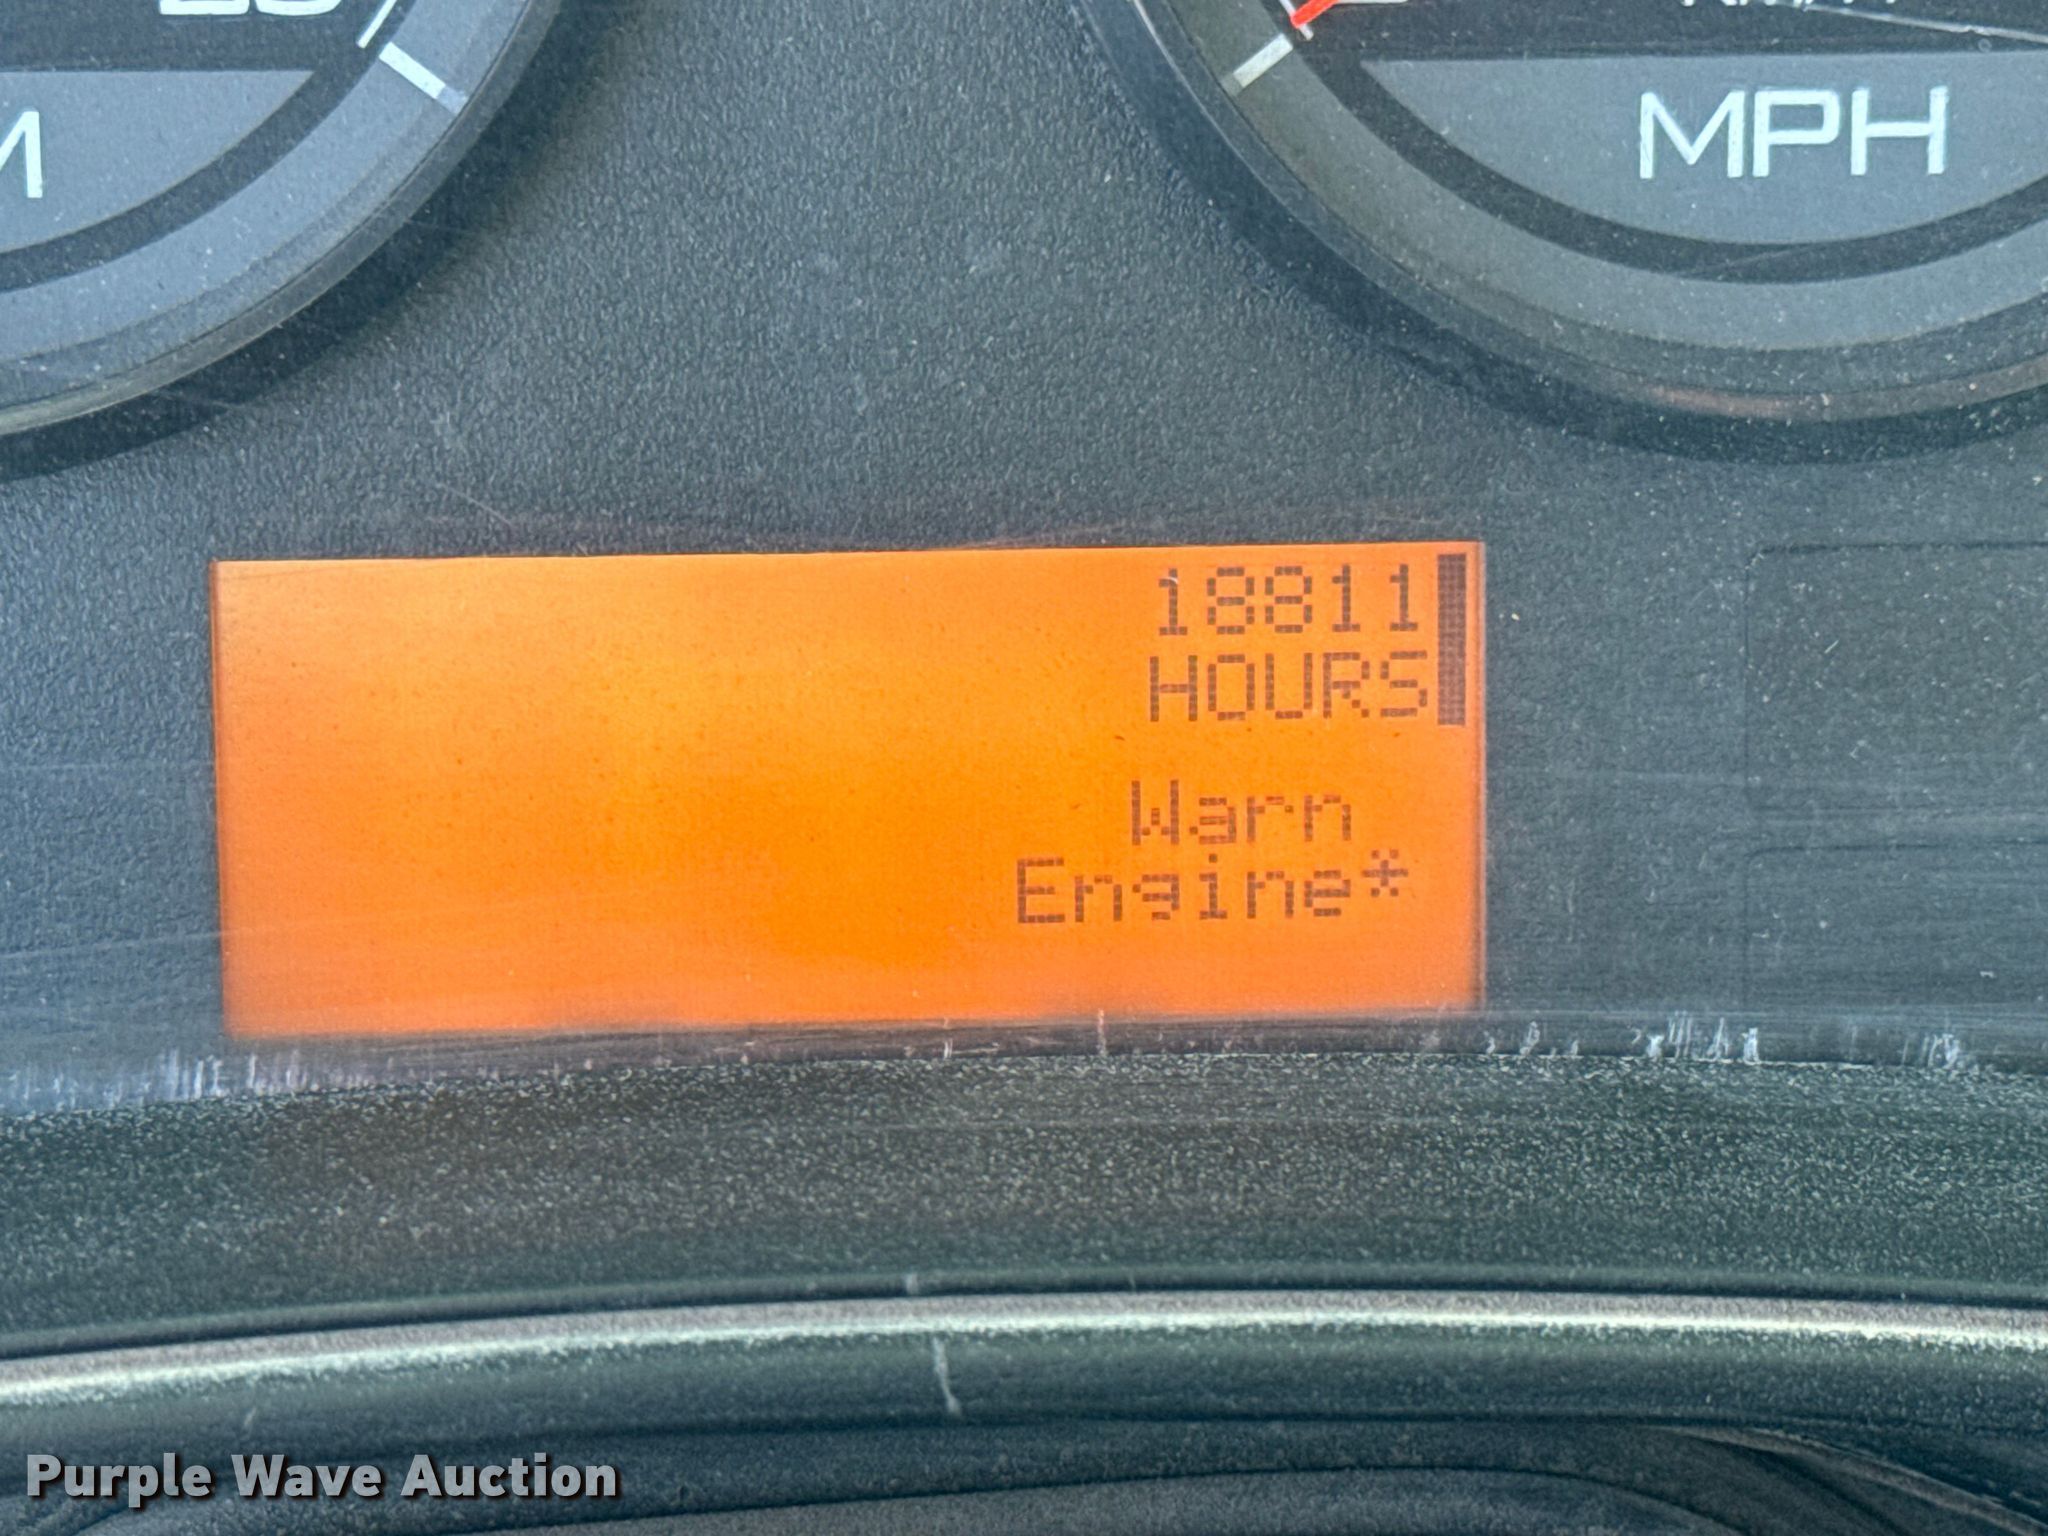 MPH
18811
HOURS
Warn
Engine*
Purple Wave Auction